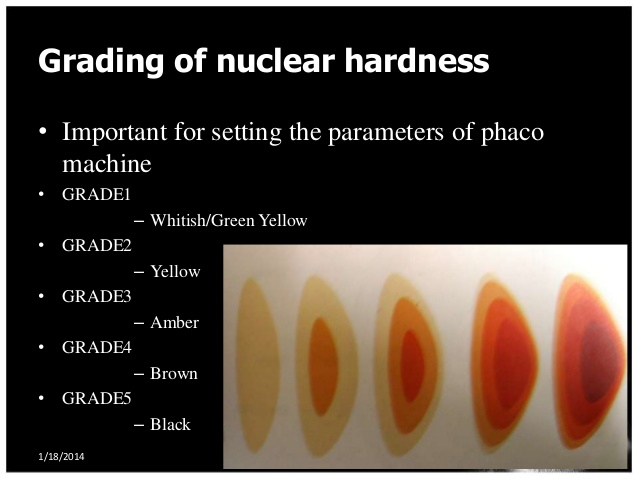 Grading of nuclear hardness
• Important for setting the parameters of phaco
machine
• GRADE1
– Whitish/Green Yellow
• GRADE2
– Yellow
• GRADE3
– Amber
• GRADE4
– Brown
• GRADE5
– Black
1/18/2014